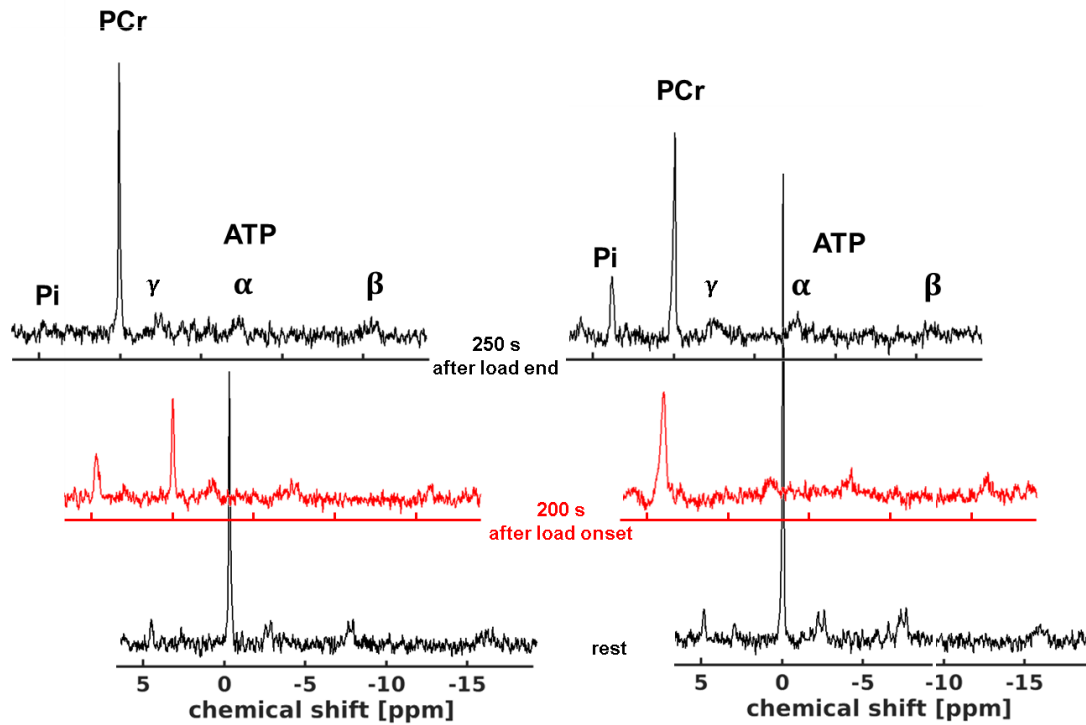 PCr
ATP
Pi
γ
α
β
PCr
ATP
Pi
γ
α
β
250 s
after load end
200 s
after load onset
rest
5 0 -5 -10 -15
chemical shift [ppm]
5 0 -5 -10 -15
chemical shift [ppm]